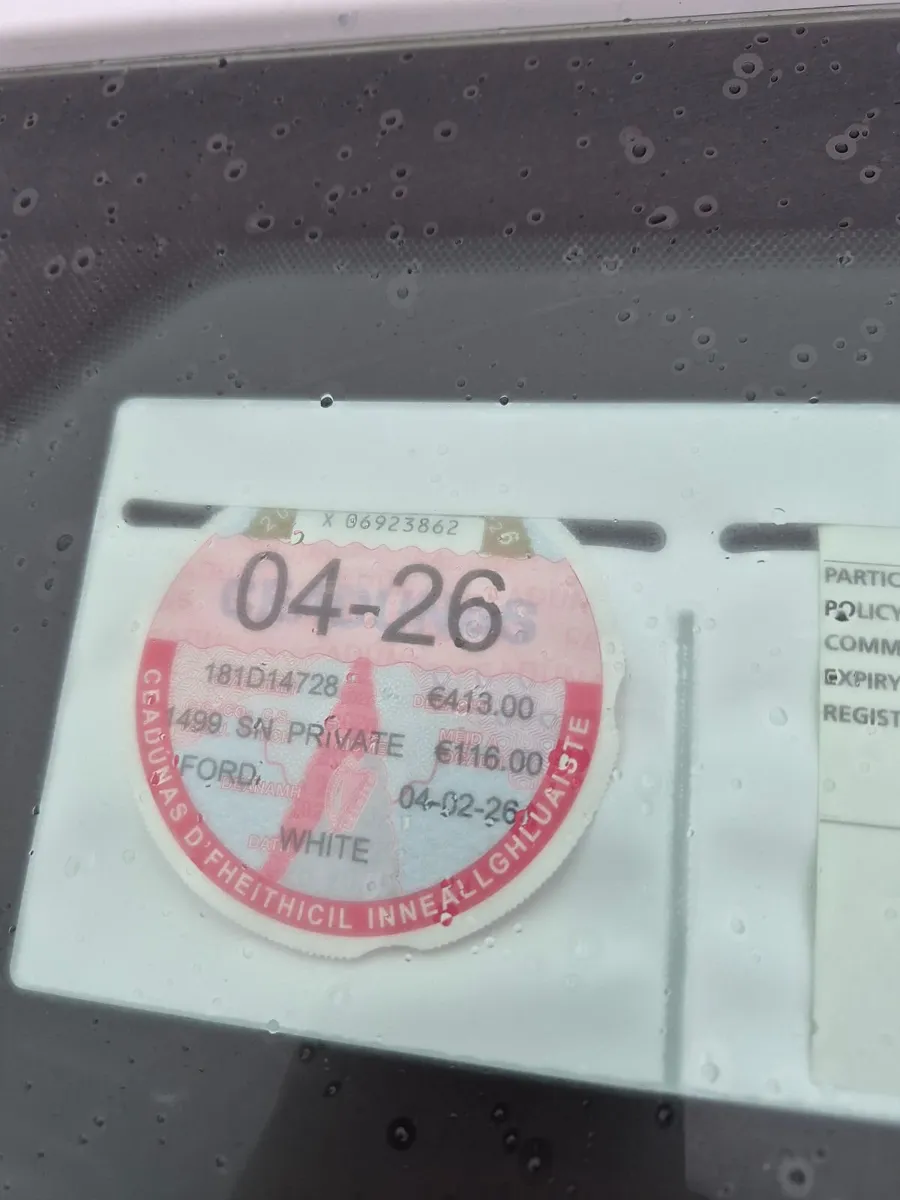 X 06923862
04-26
181D14728 €413.00
1499 SN PRIVATE €116.00
FORD 04-02-26
WHITE
CEADÚNAS D'FHEITHICIL INNEALLGHLUAISTE
PARTIC
POLICY
COMM
EXPIRY
REGIST